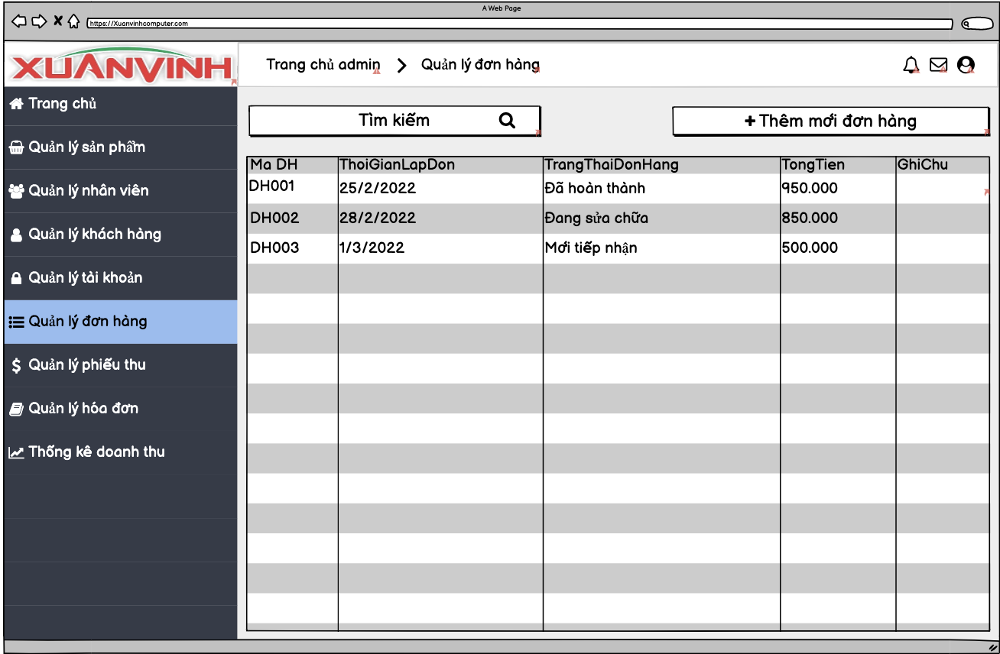 A Web Page
https://Xuanvinhcomputer.com
XUANVINH
Trang chủ admin
Quản lý đơn hàng
Trang chủ
Quản lý sản phẩm
Quản lý nhân viên
Quản lý khách hàng
Quản lý tài khoản
Quản lý đơn hàng
Quản lý phiếu thu
Quản lý hóa đơn
Thống kê doanh thu
Tìm kiếm
+ Thêm mới đơn hàng
Ma DH ThoiGianLapDon TrangThaiDonHang TongTien GhiChu
DH001 25/2/2022 Đã hoàn thành 950.000
DH002 28/2/2022 Đang sửa chữa 850.000
DH003 1/3/2022 Mới tiếp nhận 500.000